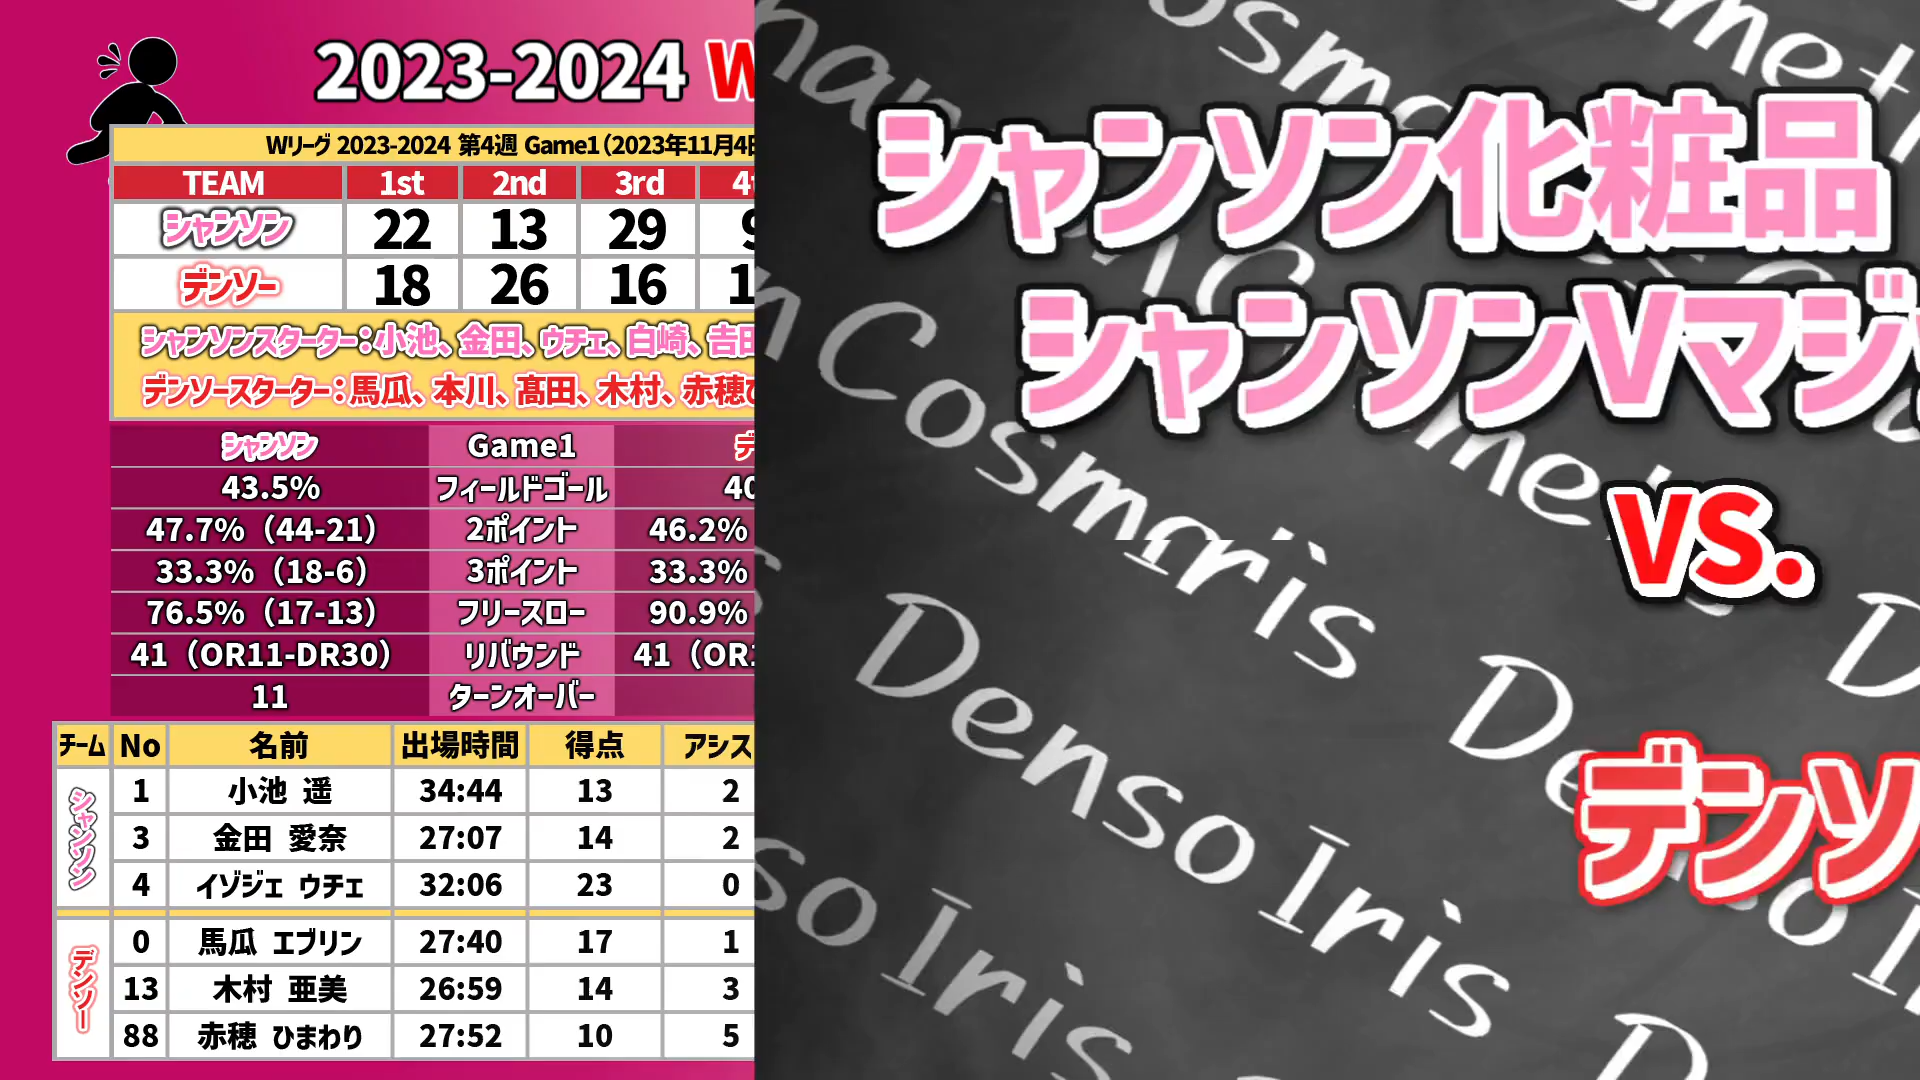 2023-2024 W
Wリーグ 2023-2024 第4週 Game1（2023年11月4日
TEAM 1st 2nd 3rd
シャンソン 22 13 29
デンソー 18 26 16
シャンソンスターター：小池、金田、ウチェ、白崎、吉田
デンソースターター：馬瓜、本川、髙田、木村、赤穂ひ
シャンソン Game1 デ
43.5% フィールドゴール 40
47.7%（44-21） 2ポイント 46.2%
33.3%（18-6） 3ポイント 33.3%
76.5%（17-13） フリースロー 90.9%
41（OR11-DR30） リバウンド 41（OR
11 ターンオーバー
チーム No 名前 出場時間 得点 アシス
シャンソン
1 小池 遥 34:44 13 2
3 金田 愛奈 27:07 14 2
4 イゾジェ ウチェ 32:06 23 0
デンソー
0 馬瓜 エブリン 27:40 17 1
13 木村 亜美 26:59 14 3
88 赤穂 ひまわり 27:52 10 5
シャンソン化粧品
シャンソンVマジ
vs.
デンソ
Denso Iris